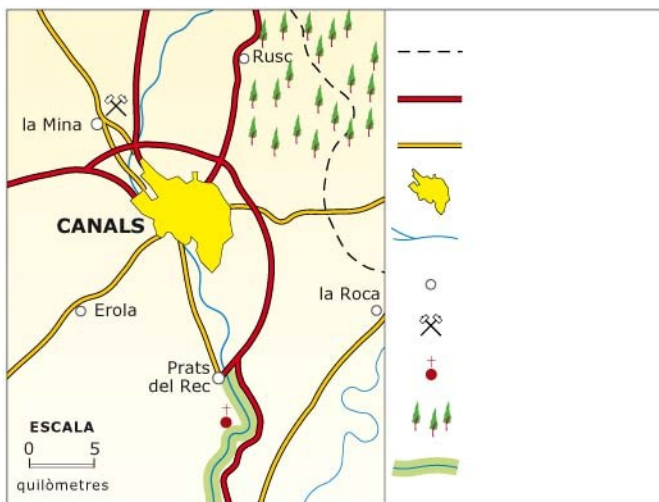 Rusc
la Mina
CANALS
la Roca
Erola
Prats
del Rec
ESCALA
0 5
quilòmetres